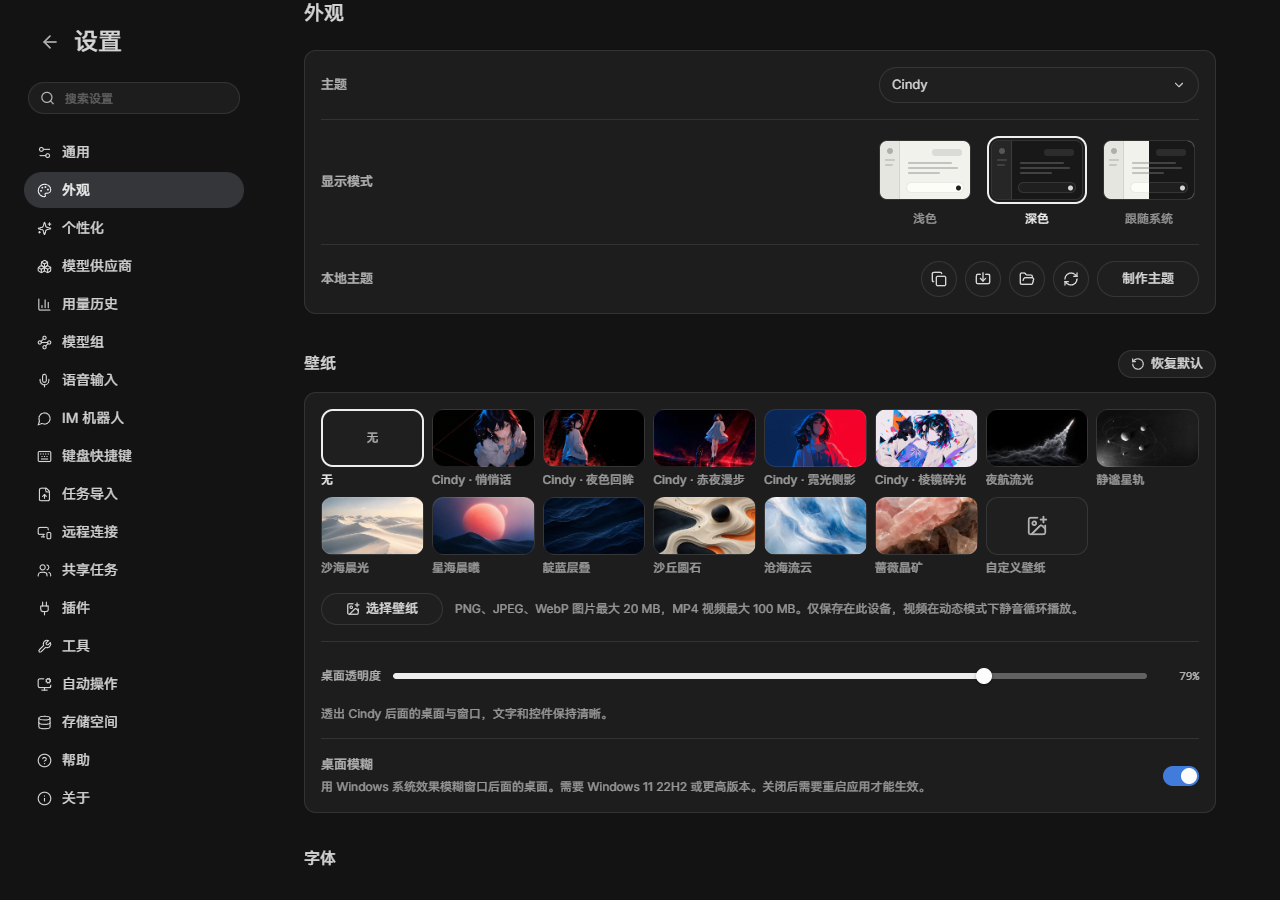 外观
设置
搜索设置
通用
外观
个性化
模型供应商
用量历史
模型组
语音输入
IM 机器人
键盘快捷键
任务导入
远程连接
共享任务
插件
工具
自动操作
存储空间
帮助
关于
主题
Cindy
显示模式
浅色
深色
跟随系统
本地主题
制作主题
壁纸
恢复默认
无
无
Cindy · 悄悄话
Cindy · 夜色回眸
Cindy · 赤夜漫步
Cindy · 霓光侧影
Cindy · 棱镜碎光
夜航流光
静谧星轨
沙海晨光
星海晨曦
靛蓝层叠
沙丘圆石
沧海流云
蔷薇晶矿
自定义壁纸
选择壁纸
PNG、JPEG、WebP 图片最大 20 MB，MP4 视频最大 100 MB。仅保存在此设备，视频在动态模式下静音循环播放。
桌面透明度
79%
透出 Cindy 后面的桌面与窗口，文字和控件保持清晰。
桌面模糊
用 Windows 系统效果模糊窗口后面的桌面。需要 Windows 11 22H2 或更高版本。关闭后需要重启应用才能生效。
字体